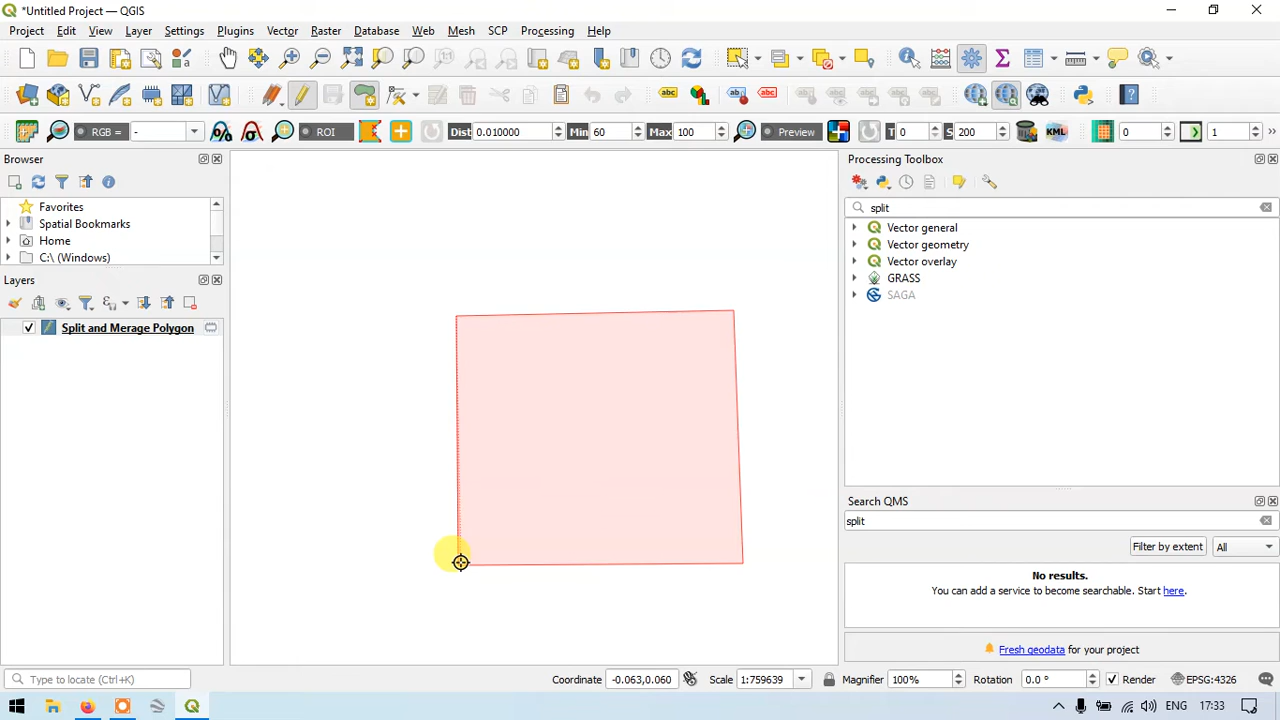 *Untitled Project — QGIS
Project Edit View Layer Settings Plugins Vector Raster Database Web Mesh SCP Processing Help
RGB = - ROI Dist 0.010000 Min 60 Max 100 Preview T 0 S 200 KML 0 1
Browser
Favorites
Spatial Bookmarks
Home
C:\ (Windows)
Layers
Split and Merage Polygon
Processing Toolbox
split
Vector general
Vector geometry
Vector overlay
GRASS
SAGA
Search QMS
split
Filter by extent All
No results.
You can add a service to become searchable. Start here.
Fresh geodata for your project
Type to locate (Ctrl+K) Coordinate -0.063,0.060 Scale 1:759639 Magnifier 100% Rotation 0.0 ° Render EPSG:4326
ENG 17:33